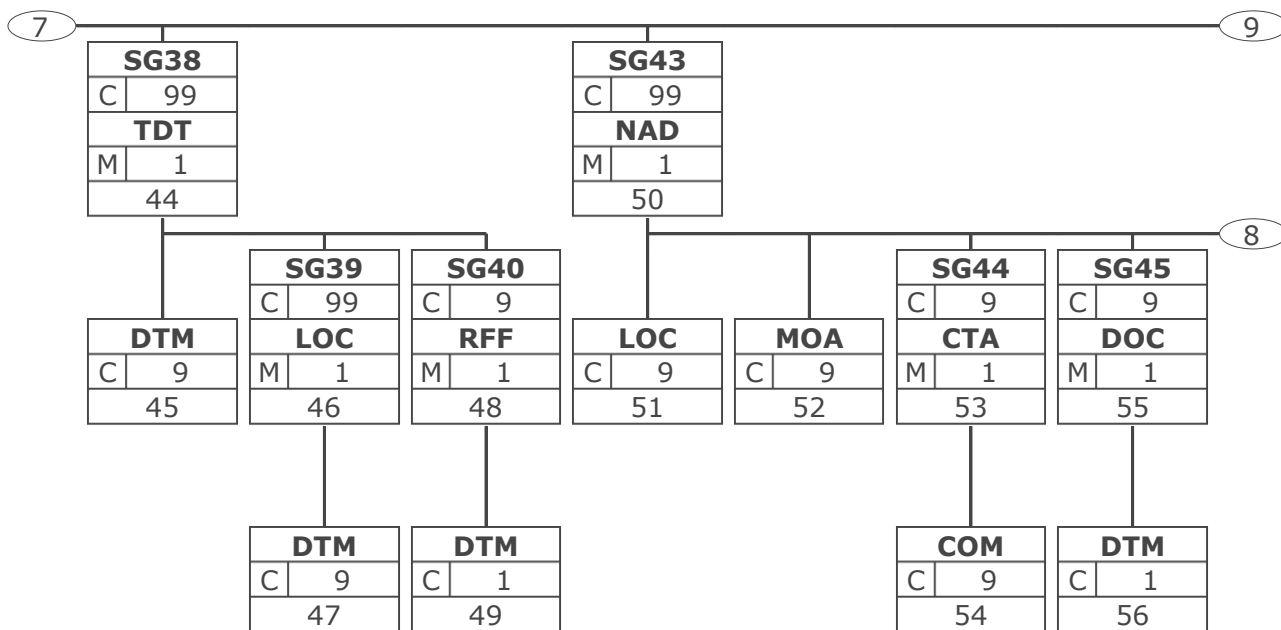 7 9
SG38 SG43
C 99 C 99
TDT NAD
M 1 M 1
44 50
8
SG39 SG40 SG44 SG45
C 99 C 9 C 9 C 9
DTM LOC RFF LOC MOA CTA DOC
C 9 M 1 M 1 C 9 C 9 M 1 M 1
45 46 48 51 52 53 55
DTM DTM COM DTM
C 9 C 1 C 9 C 1
47 49 54 56